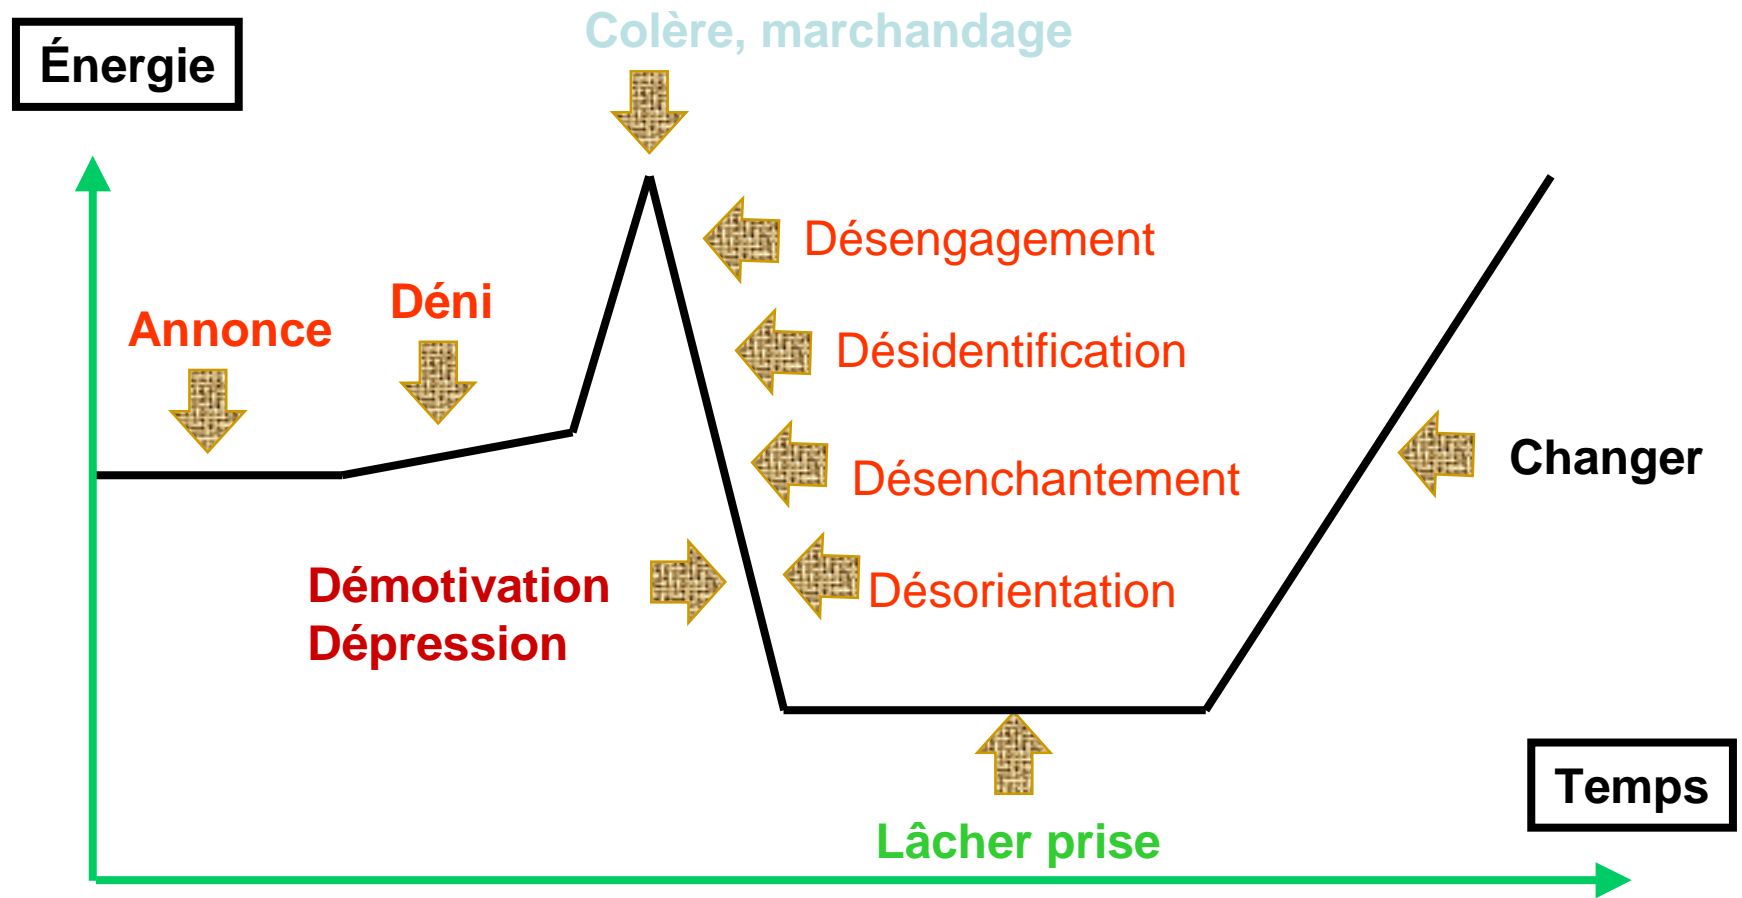 Colère, marchandage
Énergie
Désengagement
Déni
Annonce
Désidentification
Changer
Désenchantement
Démotivation
Dépression
Désorientation
Temps
Lâcher prise